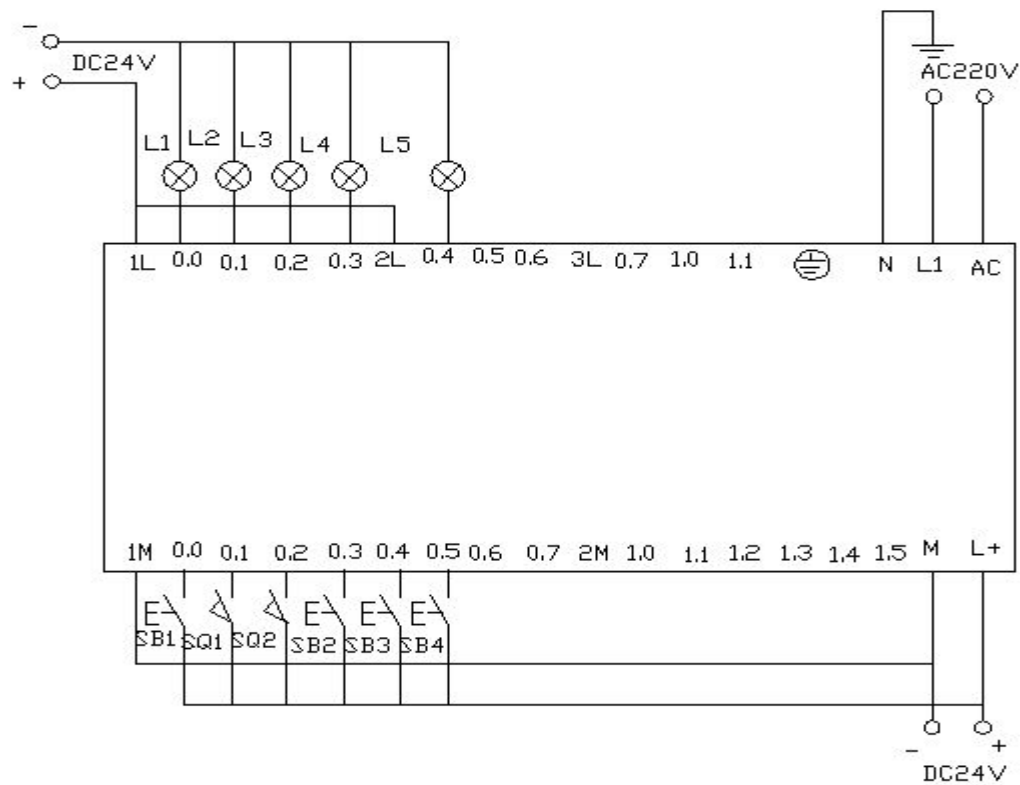 -
DC24V
+
AC220V
L1 L2 L3 L4 L5
1L 0.0 0.1 0.2 0.3 2L 0.4 0.5 0.6 3L 0.7 1.0 1.1 N L1 AC
1M 0.0 0.1 0.2 0.3 0.4 0.5 0.6 0.7 2M 1.0 1.1 1.2 1.3 1.4 1.5 M L+
SB1 SQ1 SQ2 SB2 SB3 SB4
- +
DC24V